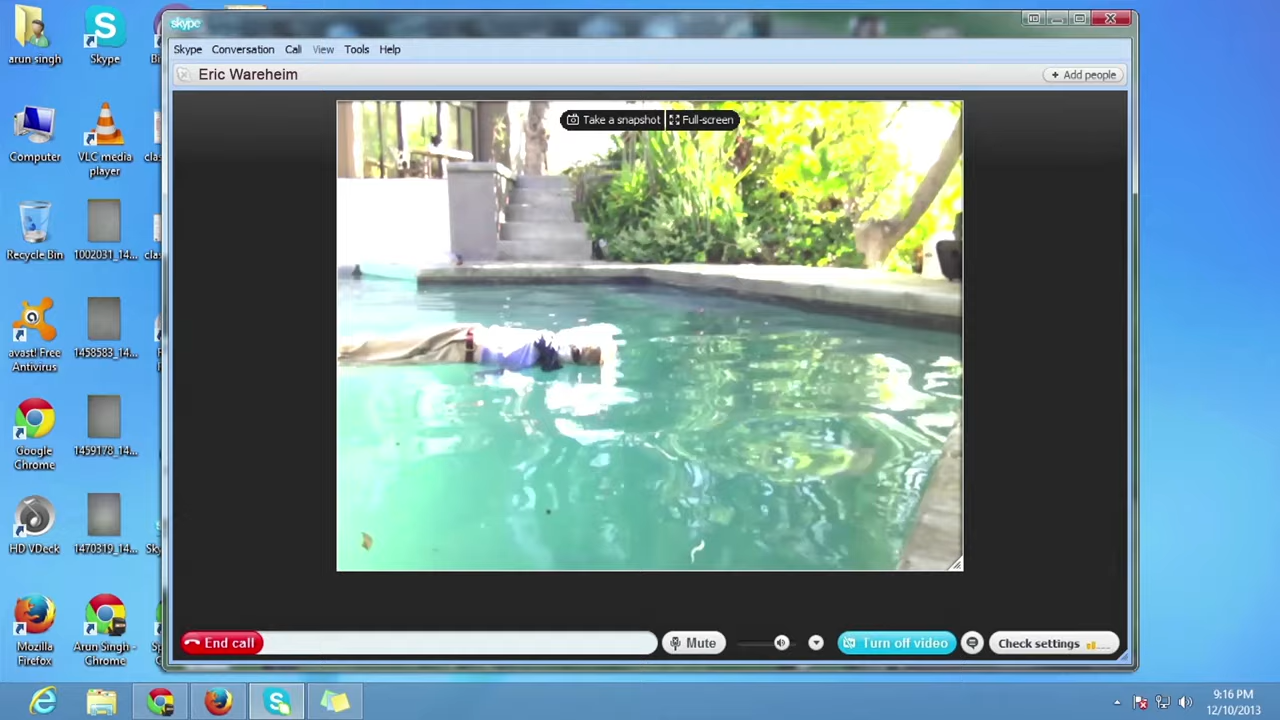 skype
Skype Conversation Call View Tools Help
Eric Wareheim
+ Add people
Take a snapshot
Full-screen
End call
Mute
Turn off video
Check settings
arun singh
Skype
Computer
VLC media player
Recycle Bin
1002031_14...
avast! Free Antivirus
1458583_14...
Google Chrome
1459178_14...
HD VDeck
1470319_14...
Mozilla Firefox
Arun Singh - Chrome
9:16 PM
12/10/2013